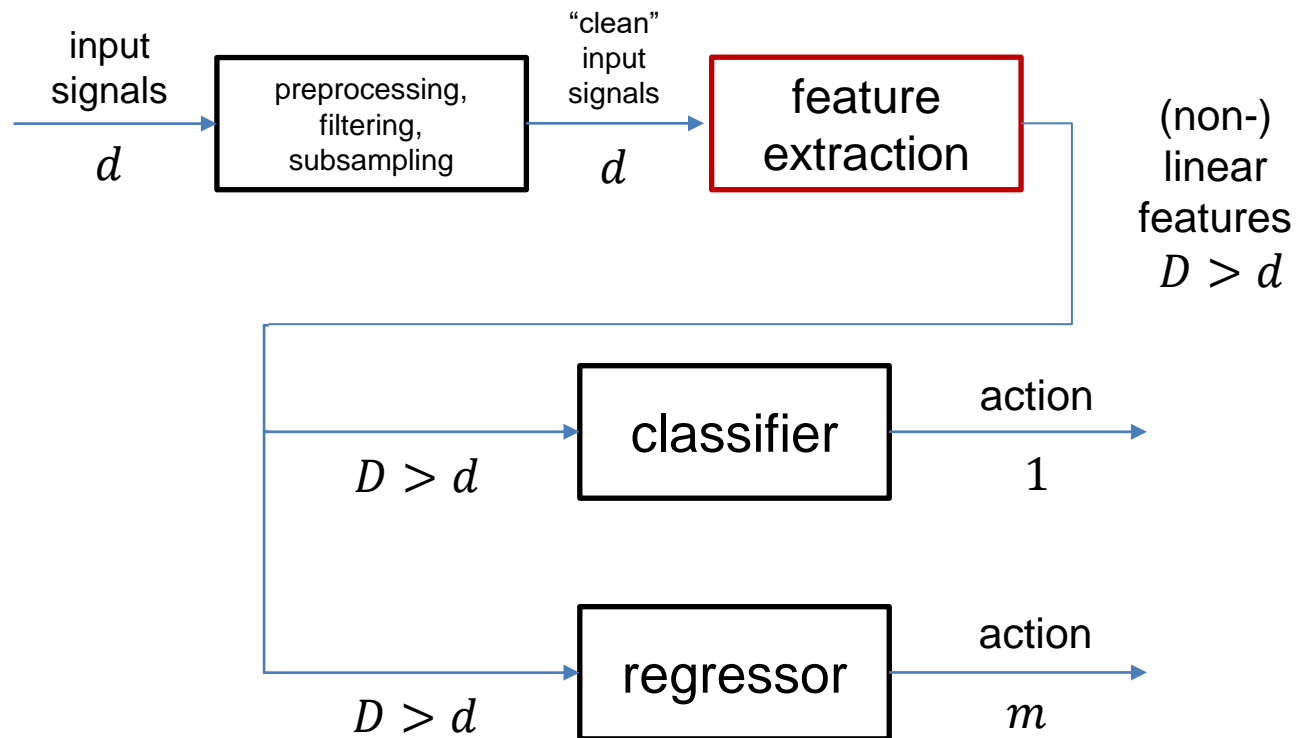 input
signals
d
preprocessing,
filtering,
subsampling
“clean”
input
signals
d
feature
extraction
(non-)
linear
features
D > d
classifier
D > d
action
1
regressor
D > d
action
m